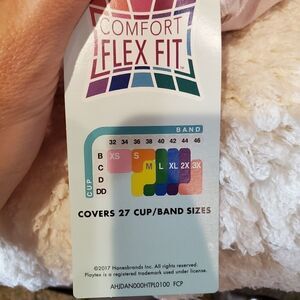 COMFORT
FLEX FIT™
BAND
32 34 36 38 40 42 44 46
B XS S
C M L XL 2X 3X
D
DD
CUP
COVERS 27 CUP/BAND SIZES
©2017 Hanesbrands Inc. All rights reserved.
Playtex is a registered trademark used under license.
AHJDAN000HTPL0100 FCP